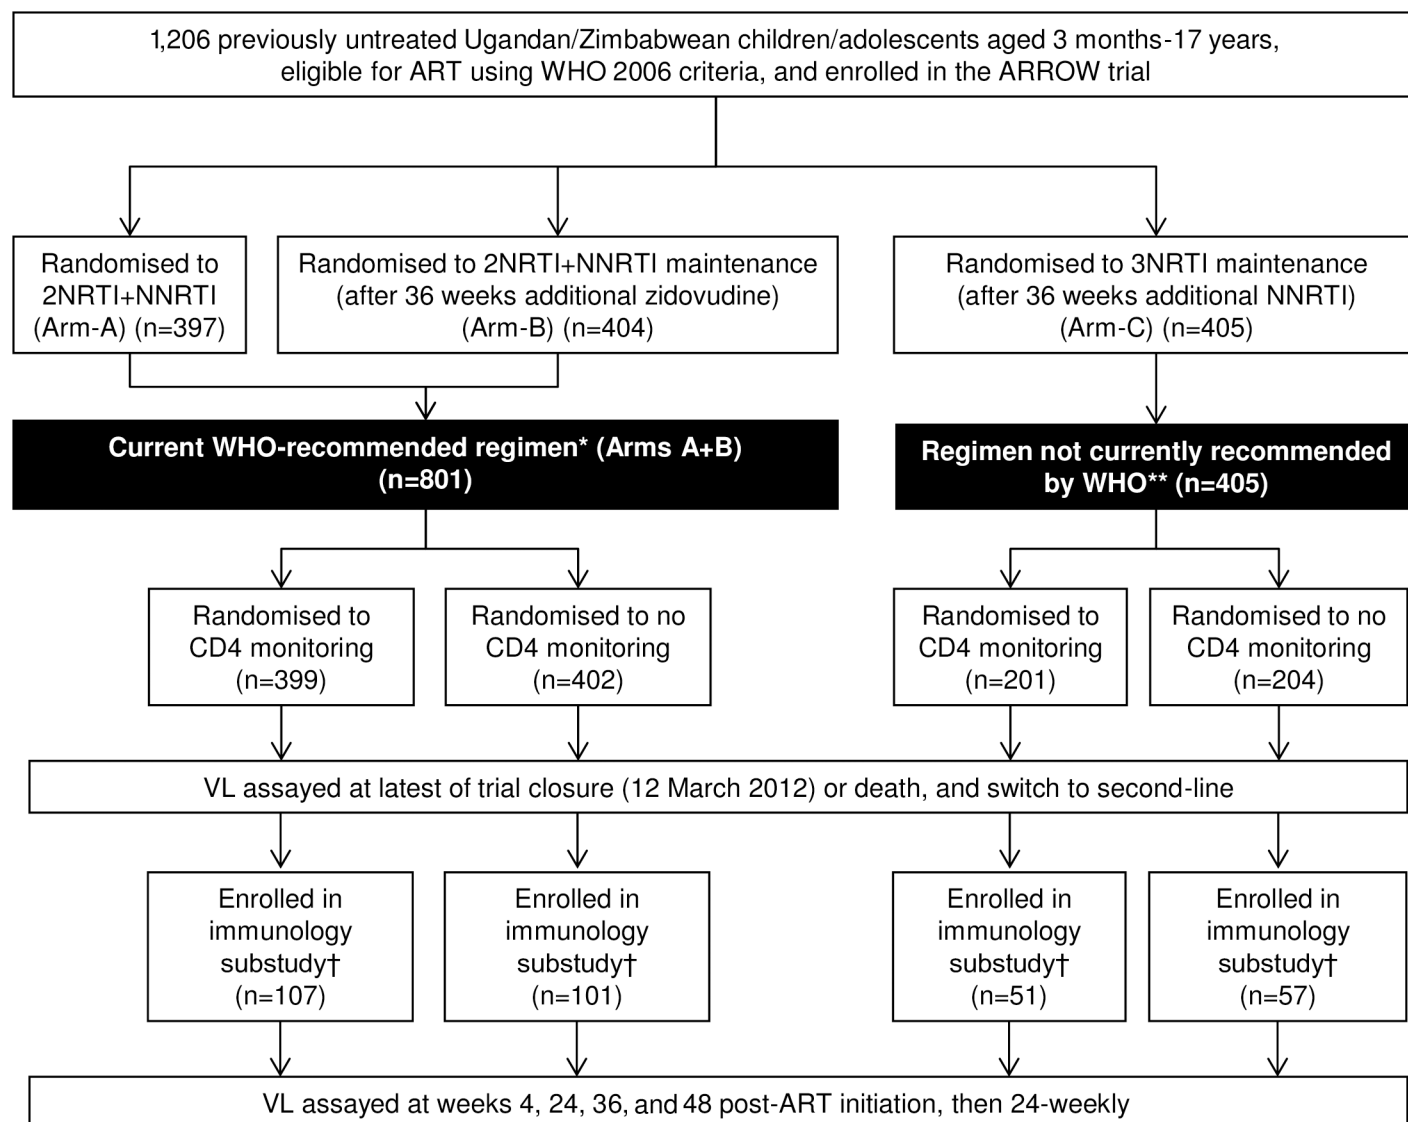 1,206 previously untreated Ugandan/Zimbabwean children/adolescents aged 3 months-17 years,
eligible for ART using WHO 2006 criteria, and enrolled in the ARROW trial
Randomised to
2NRTI+NNRTI
(Arm-A) (n=397)
Randomised to 2NRTI+NNRTI maintenance
(after 36 weeks additional zidovudine)
(Arm-B) (n=404)
Randomised to 3NRTI maintenance
(after 36 weeks additional NNRTI)
(Arm-C) (n=405)
Current WHO-recommended regimen* (Arms A+B)
(n=801)
Regimen not currently recommended
by WHO** (n=405)
Randomised to
CD4 monitoring
(n=399)
Randomised to no
CD4 monitoring
(n=402)
Randomised to
CD4 monitoring
(n=201)
Randomised to no
CD4 monitoring
(n=204)
VL assayed at latest of trial closure (12 March 2012) or death, and switch to second-line
Enrolled in
immunology
substudy†
(n=107)
Enrolled in
immunology
substudy†
(n=101)
Enrolled in
immunology
substudy†
(n=51)
Enrolled in
immunology
substudy†
(n=57)
VL assayed at weeks 4, 24, 36, and 48 post-ART initiation, then 24-weekly